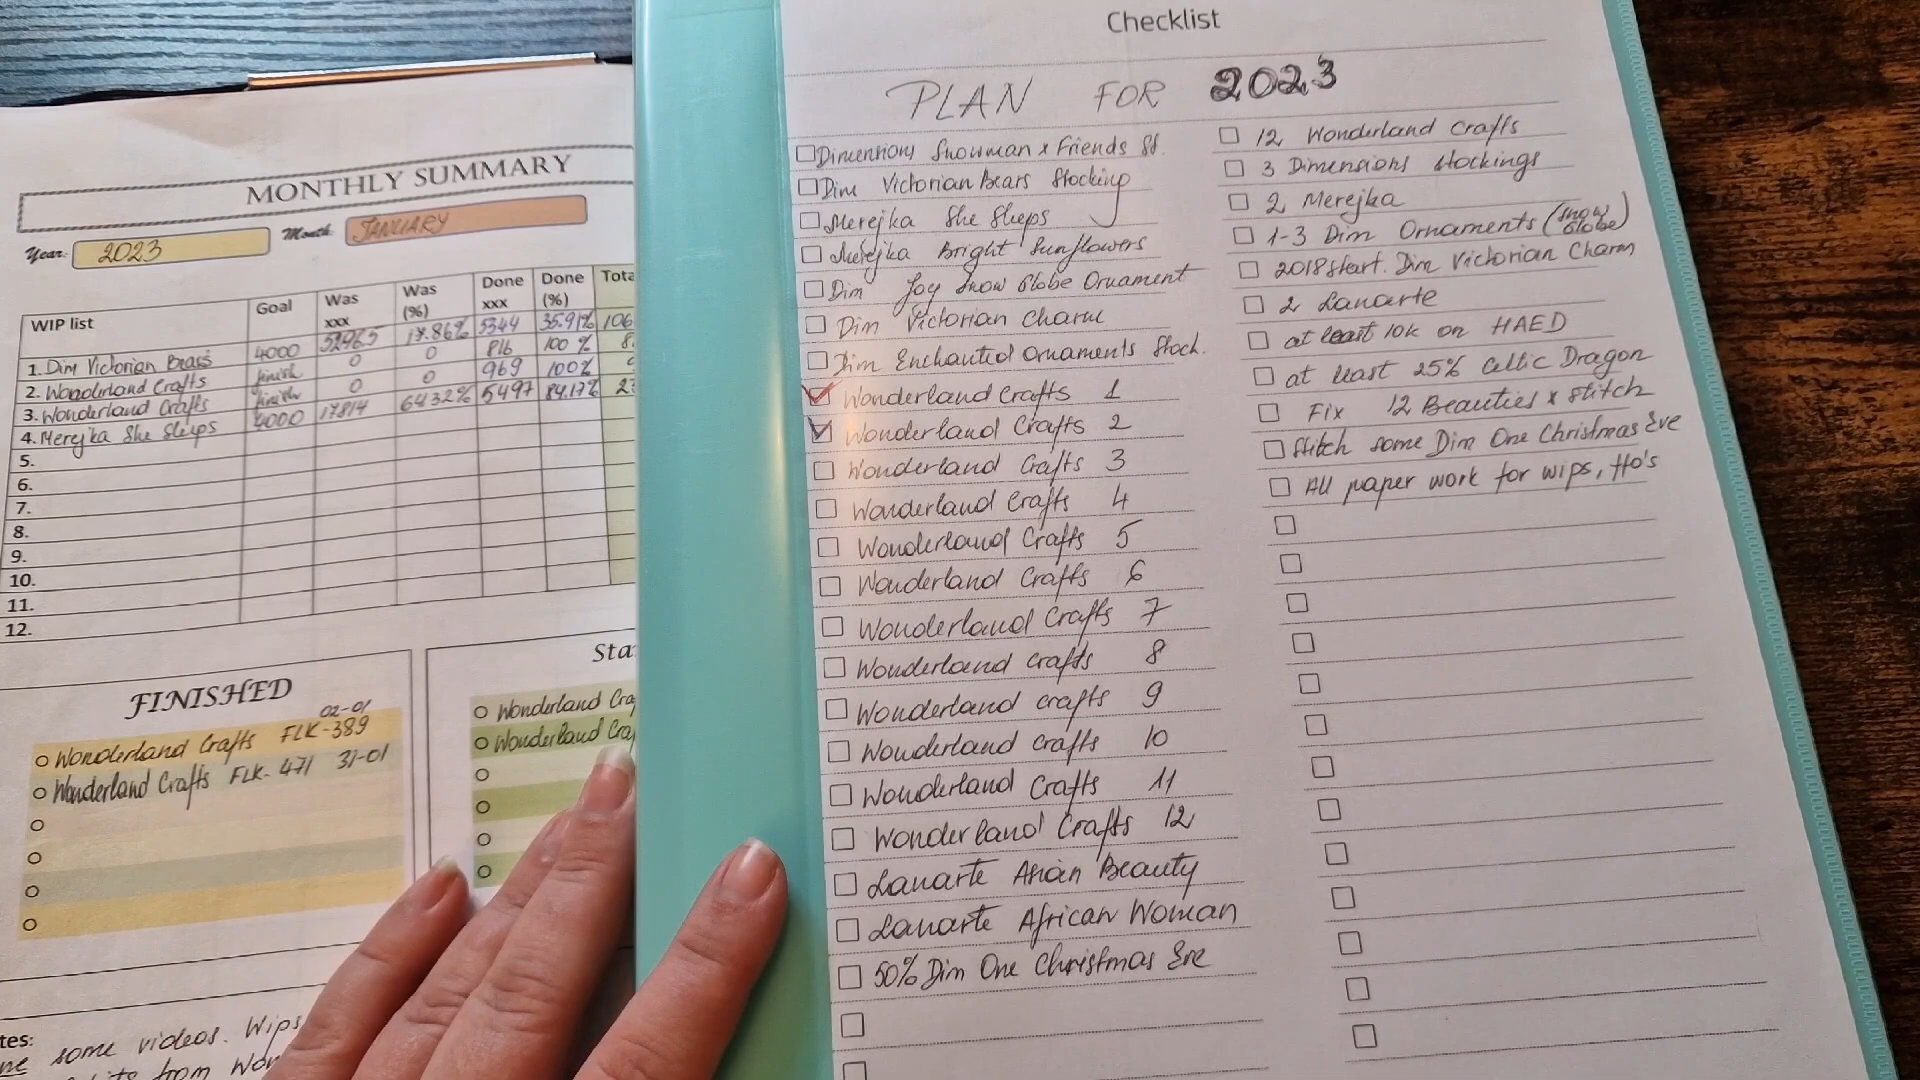 MONTHLY SUMMARY
Year: 2023 Month JANUARY
WIP list Goal Was xxx Was (%) Done xxx Done (%) Tota
1. Dim Victorian Bears 4000 17.86% 5344 35.91% 106
2. Wonderland Crafts finish 0 0 816 100% 8
3. Wonderland Crafts finish 0 0 969 100%
4. Merejka She Sleeps 4000 17814 64.32% 5497 84.17% 2
5.
6.
7.
8.
9.
10.
11.
12.
FINISHED
02-01
Wonderland Crafts FLK-389
Wonderland Crafts FLK-471 31-01
Sta
Wonderland Cra
Wonderland Cra
tes:
some videos. Wips
from Won
Checklist
PLAN FOR 2023
Dimensions Snowman & Friends St.
Dim Victorian Bears Stocking
Merejka She Sleeps
Merejka Bright Sunflowers
Dim Joy Snow Globe Ornament
Dim Victorian Charm
Dim Enchanted Ornaments Stock.
Wonderland Crafts 1
Wonderland Crafts 2
Wonderland Crafts 3
Wonderland Crafts 4
Wonderland Crafts 5
Wonderland Crafts 6
Wonderland Crafts 7
Wonderland Crafts 8
Wonderland Crafts 9
Wonderland Crafts 10
Wonderland Crafts 11
Wonderland Crafts 12
Lanarte Asian Beauty
Lanarte African Woman
50% Dim One Christmas Eve
12 Wonderland Crafts
3 Dimensions stockings
2 Merejka
1-3 Dim Ornaments (Snow Globe)
2018 start. Dim Victorian Charm
2 Lanarte
at least 10k on HAED
at least 25% Celtic Dragon
Fix 12 Beauties & stitch
Stitch some Dim One Christmas Eve
All paper work for wips, ffo's